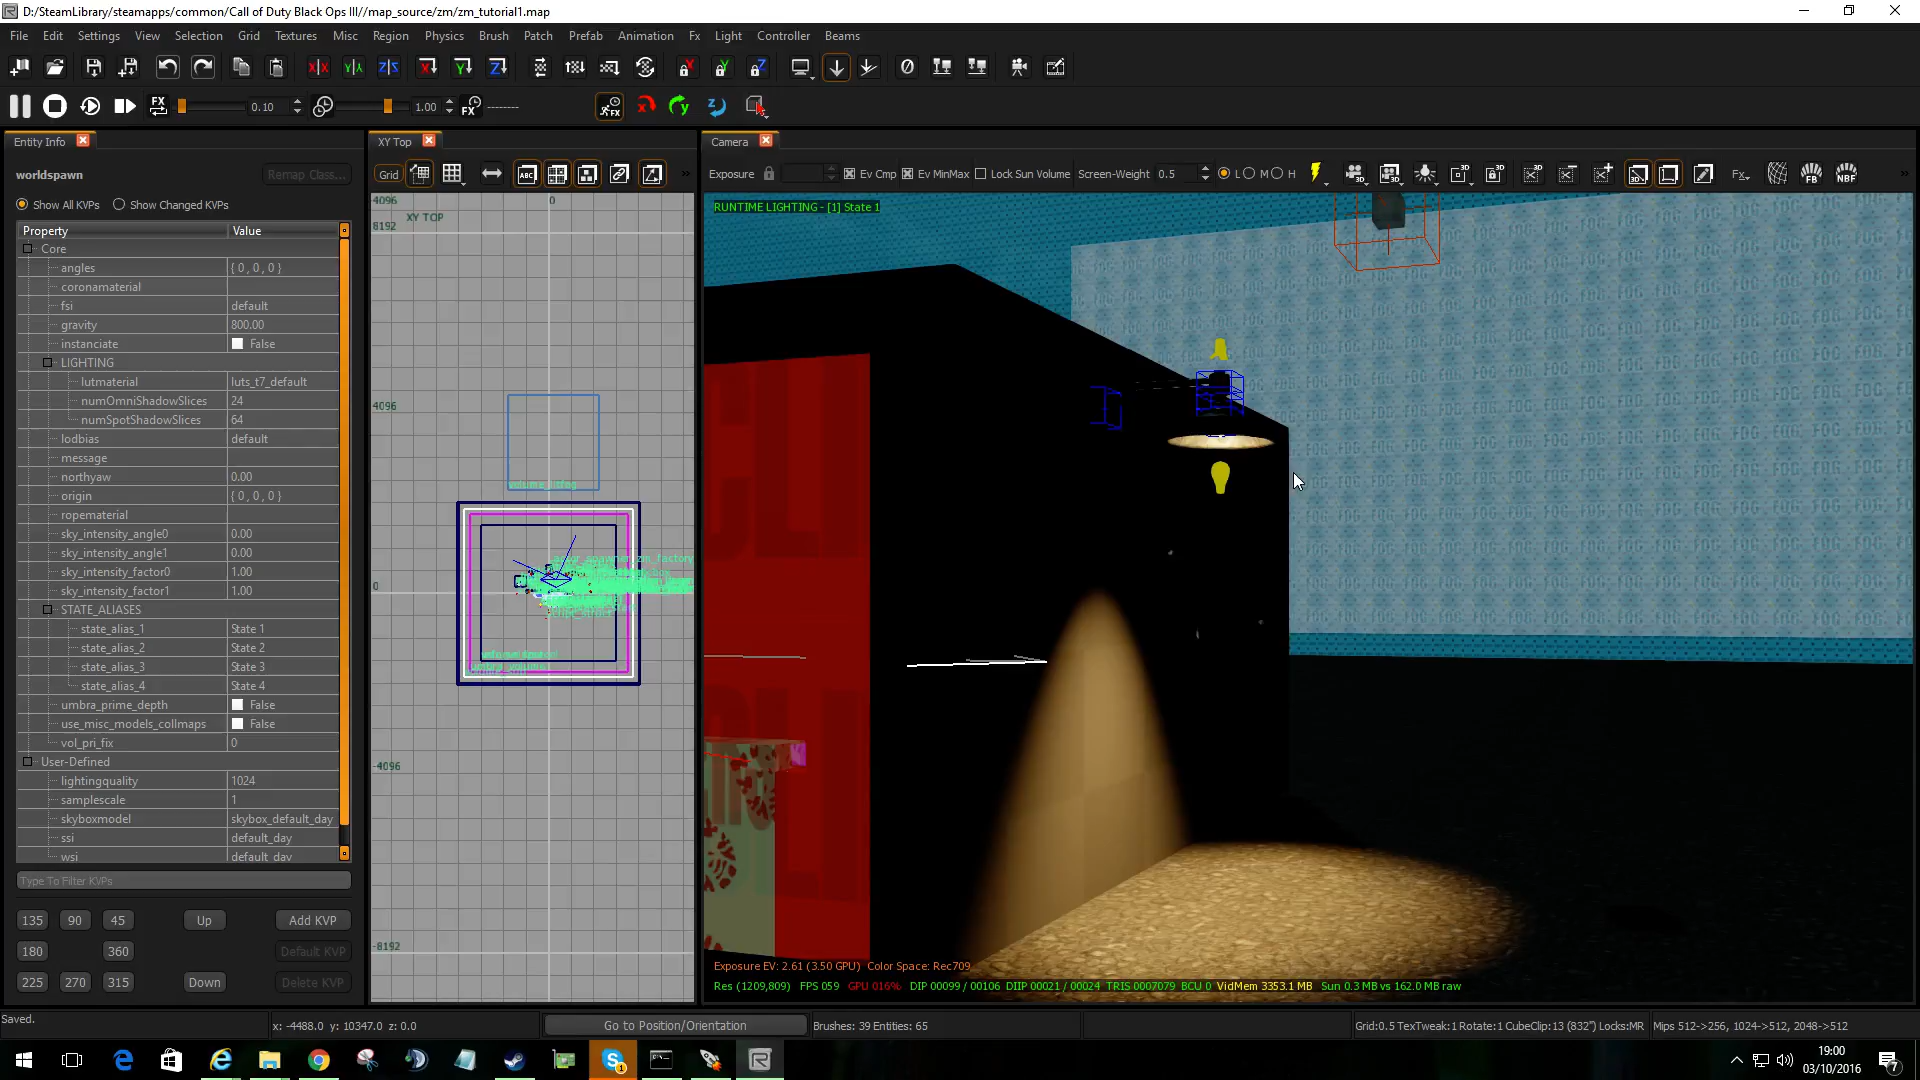 D:/SteamLibrary/steamapps/common/Call of Duty Black Ops III//map_source/zm/zm_tutorial1.map
File Edit Settings View Selection Grid Textures Misc Region Physics Brush Patch Prefab Animation Fx Light Controller Beams
FX 0.10 1.00 FX --------
Entity Info
XY Top
Camera
worldspawn
Remap Class...
Grid
ABC
Exposure Ev Cmp Ev MinMax Lock Sun Volume Screen-Weight 0.5 L M H
Fx
FB
NBF
Show All KVPs Show Changed KVPs
Property Value
Core
angles { 0 , 0 , 0 }
coronamaterial
fsi default
gravity 800.00
instanciate False
LIGHTING
lutmaterial luts_t7_default
numOmniShadowSlices 24
numSpotShadowSlices 64
lodbias default
message
northyaw 0.00
origin { 0 , 0 , 0 }
ropematerial
sky_intensity_angle0 0.00
sky_intensity_angle1 0.00
sky_intensity_factor0 1.00
sky_intensity_factor1 1.00
STATE_ALIASES
state_alias_1 State 1
state_alias_2 State 2
state_alias_3 State 3
state_alias_4 State 4
umbra_prime_depth False
use_misc_models_collmaps False
vol_pri_fix 0
User-Defined
lightingquality 1024
samplescale 1
skyboxmodel skybox_default_day
ssi default_day
wsi default_day
Type To Filter KVPs
135 90 45 Up Add KVP
180 360 Default KVP
225 270 315 Down Delete KVP
4096 0
XY TOP
8192
4096
0
-4096
-8192
RUNTIME LIGHTING - [1] State 1
FOG
Exposure EV: 2.61 (3.50 GPU) Color Space: Rec709
Res (1209,809) FPS 059 GPU 016% DIP 00099 / 00106 DIIP 00021 / 00024 TRIS 0007079 BCU 0 VidMem 3353.1 MB Sun 0.3 MB vs 162.0 MB raw
Saved.
x: -4488.0 y: 10347.0 z: 0.0
Go to Position/Orientation
Brushes: 39 Entities: 65
Grid:0.5 TexTweak:1 Rotate:1 CubeClip:13 (832") Locks:MR
Mips 512->256, 1024->512, 2048->512
19:00
03/10/2016